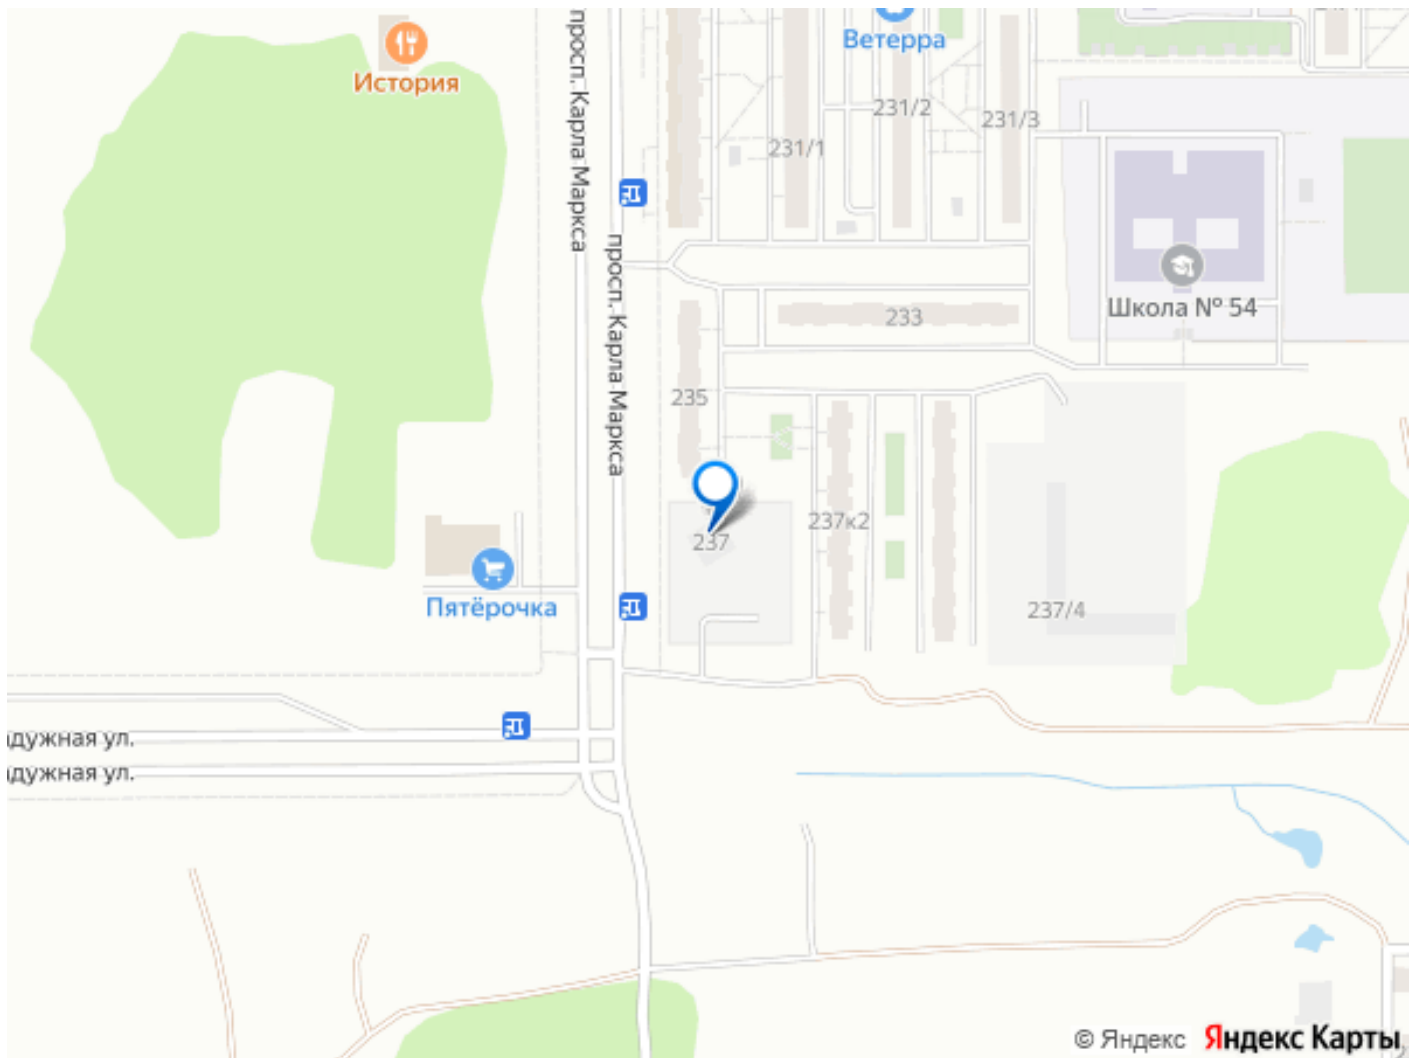 История
просп. Карла Маркса
Ветерра
231/2
231/3
231/1
просп. Карла Маркса
Школа № 54
233
235
237к2
237
Пятёрочка
237/4
дужная ул.
дужная ул.
© Яндекс Яндекс Карты